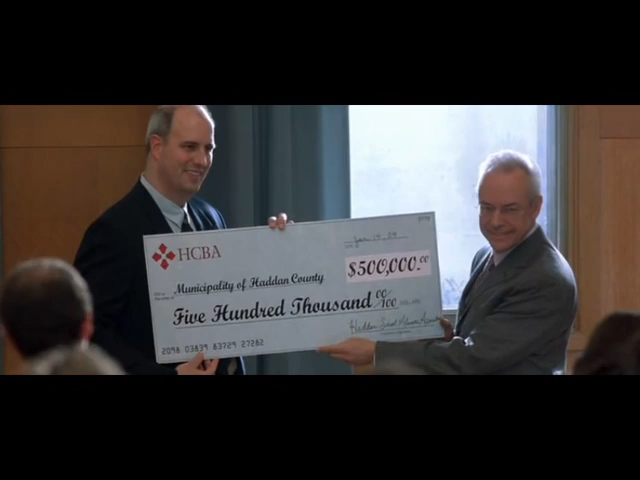 HCBA
$500,000.00
Municipality of Haddan County
Five Hundred Thousand 00/100
2098 03839 83729 27282